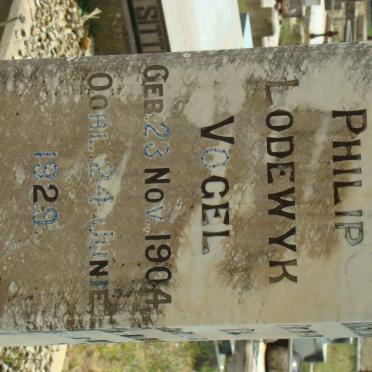 PHILIP
LODEWYK
VOGEL
GEB. 23 NOV. 1904
OORL. 24 JUNIE
1929